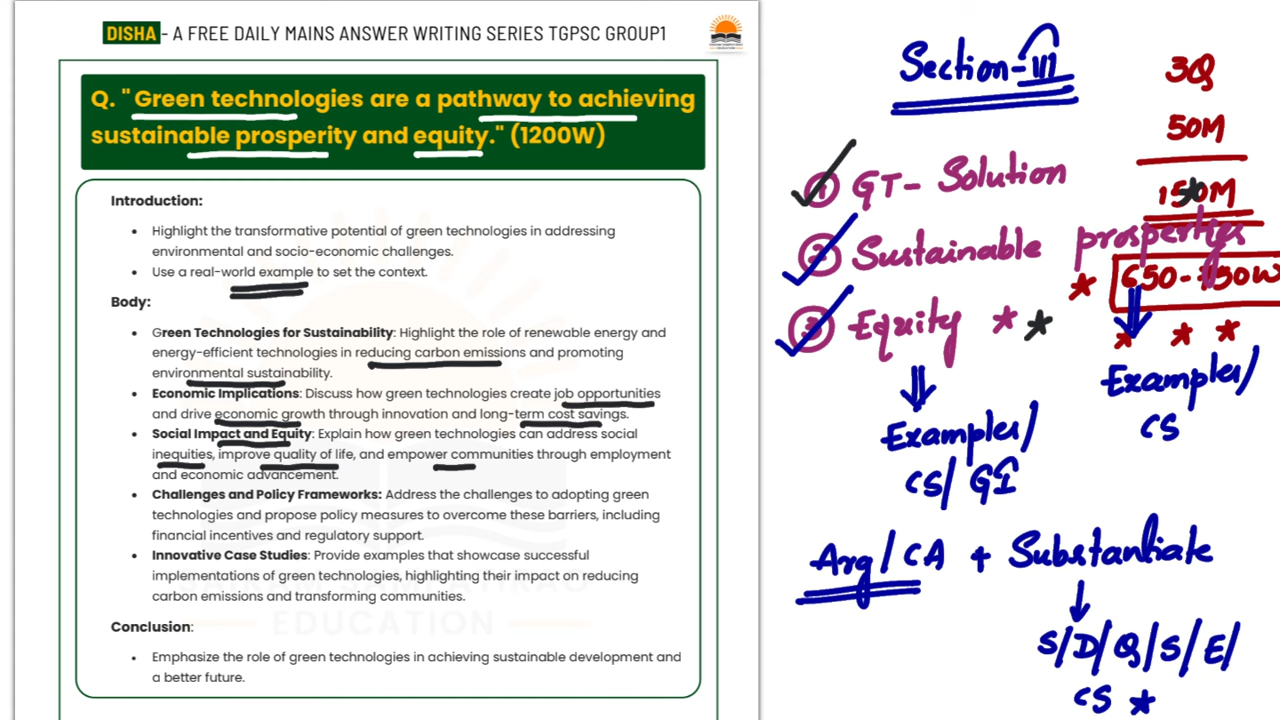 DISHA - A FREE DAILY MAINS ANSWER WRITING SERIES TGPSC GROUP1
Q. "Green technologies are a pathway to achieving
sustainable prosperity and equity." (1200W)
Introduction:
• Highlight the transformative potential of green technologies in addressing
environmental and socio-economic challenges.
• Use a real-world example to set the context.
Body:
• Green Technologies for Sustainability: Highlight the role of renewable energy and
energy-efficient technologies in reducing carbon emissions and promoting
environmental sustainability.
• Economic Implications: Discuss how green technologies create job opportunities
and drive economic growth through innovation and long-term cost savings.
• Social Impact and Equity: Explain how green technologies can address social
inequities, improve quality of life, and empower communities through employment
and economic advancement.
• Challenges and Policy Frameworks: Address the challenges to adopting green
technologies and propose policy measures to overcome these barriers, including
financial incentives and regulatory support.
• Innovative Case Studies: Provide examples that showcase successful
implementations of green technologies, highlighting their impact on reducing
carbon emissions and transforming communities.
EDUCATION
Conclusion:
• Emphasize the role of green technologies in achieving sustainable development and
a better future.
Section-III
3Q
50M
150M
① GT- Solution
② Sustainable
③ Equity
Examples/
CS/ GI
Examples/
CS
Arg/CA + Substantiate
S/D/Q/S/E/
CS